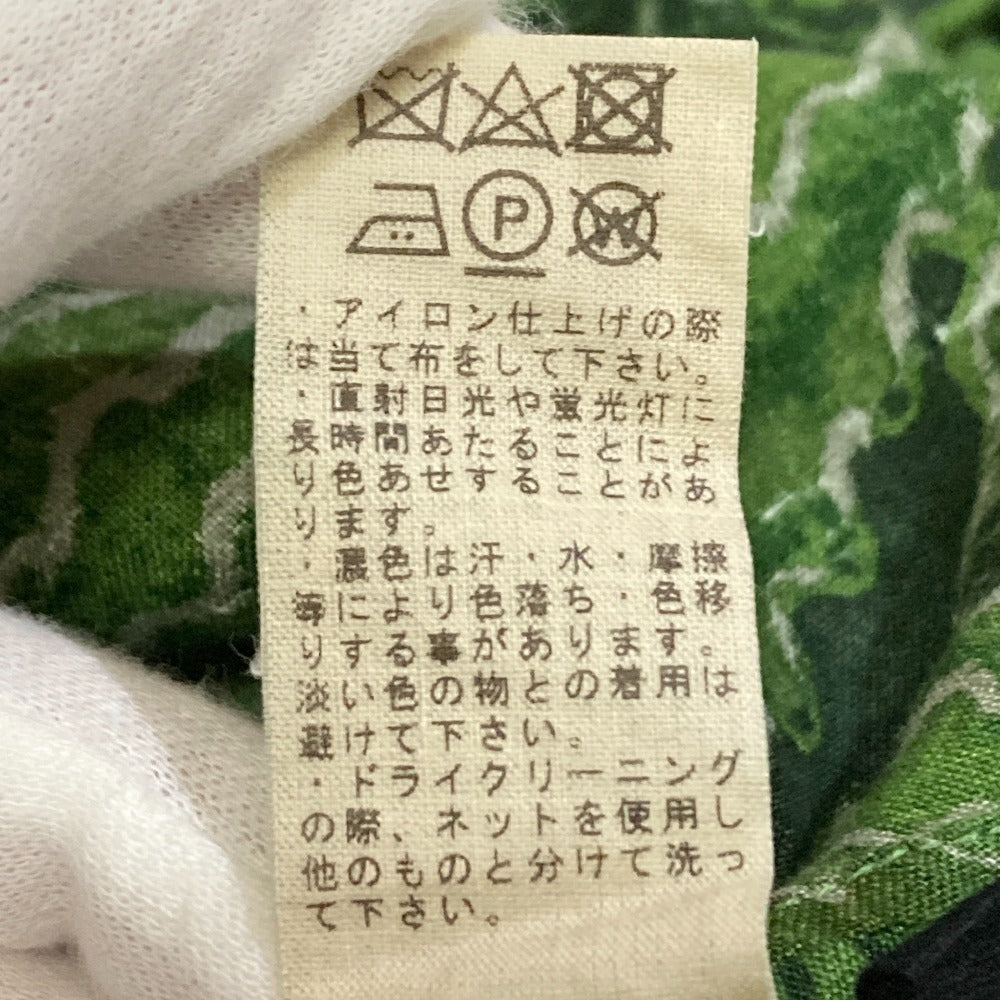 P W
・アイロン仕上げの際
は当て布をして下さい。
・直射日光や蛍光灯に
長時間あたることによ
り色あせすることがあ
ります。
・濃色は汗・水・摩擦
等により色落ち・色移
りする事があります。
淡い色の物との着用は
避けて下さい。
・ドライクリーニング
の際、ネットを使用し
他のものと分けて洗っ
て下さい。